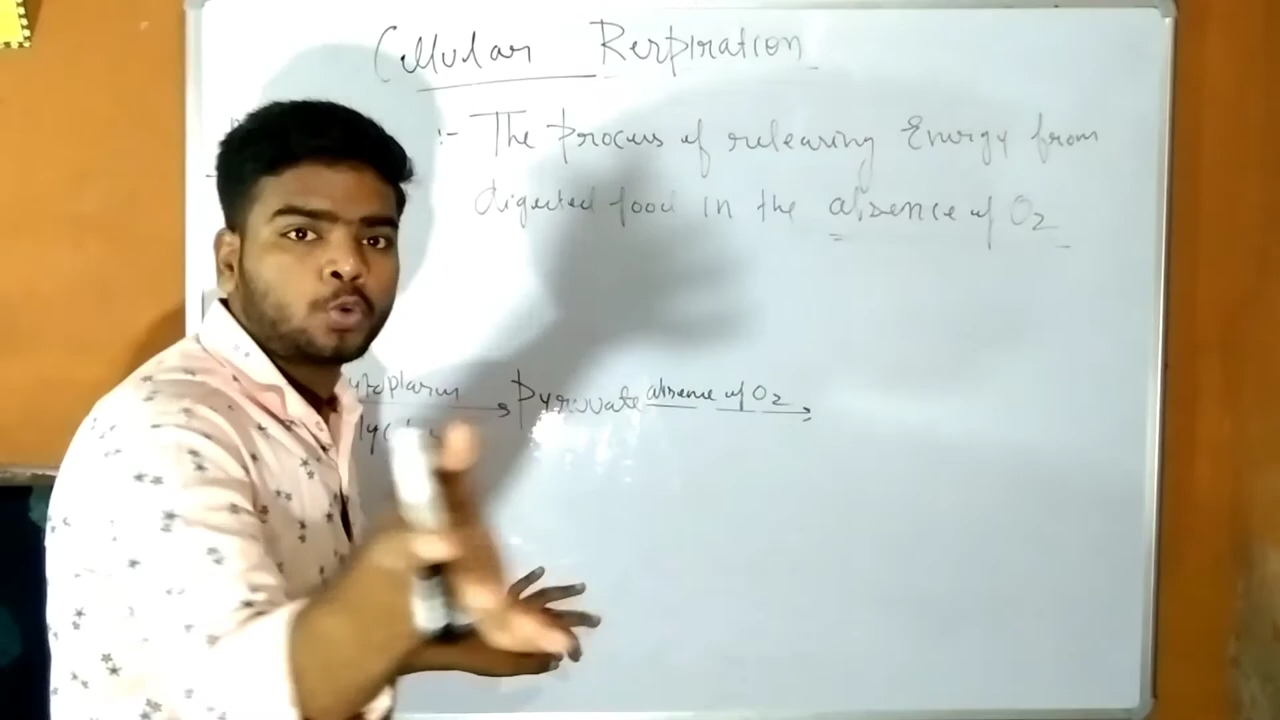 Cellular Respiration
:- The process of releasing Energy from
digested food in the absence of O2
ytoplasm
Pyruvate absence of O2